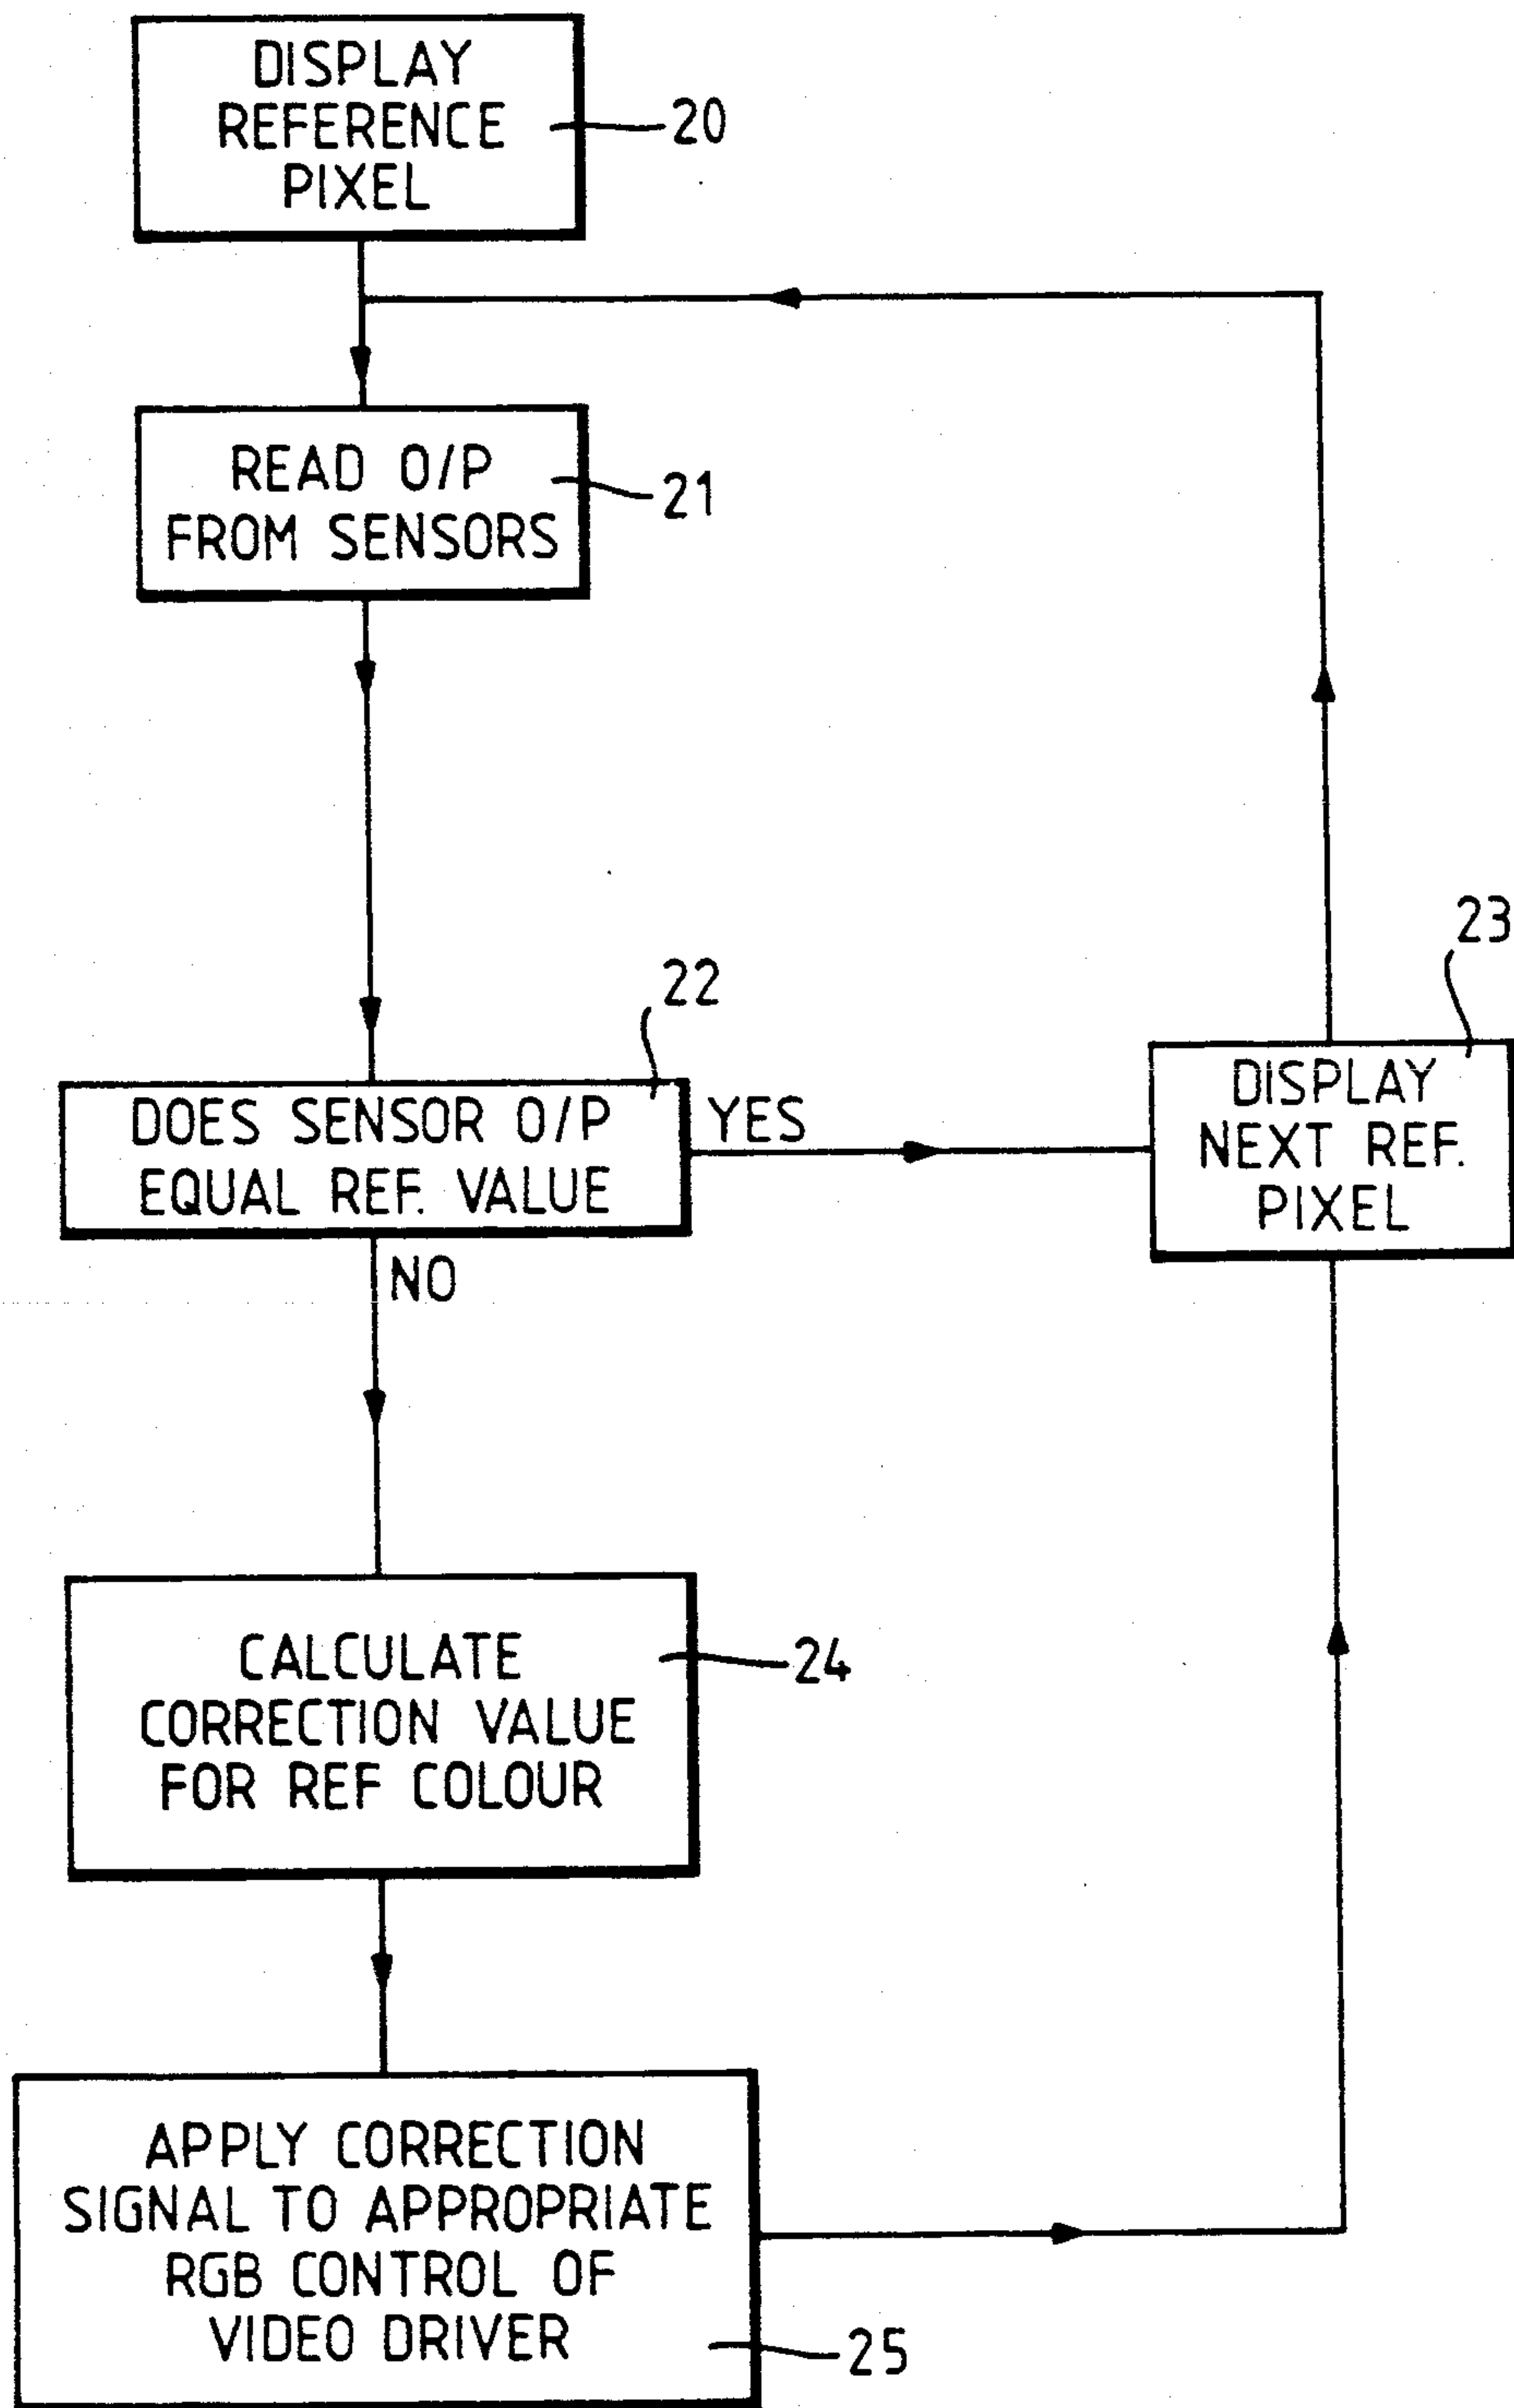 DISPLAY
REFERENCE
PIXEL
20
READ O/P
FROM SENSORS
21
22
DOES SENSOR O/P
EQUAL REF. VALUE
YES
NO
23
DISPLAY
NEXT REF.
PIXEL
CALCULATE
CORRECTION VALUE
FOR REF COLOUR
24
APPLY CORRECTION
SIGNAL TO APPROPRIATE
RGB CONTROL OF
VIDEO DRIVER
25